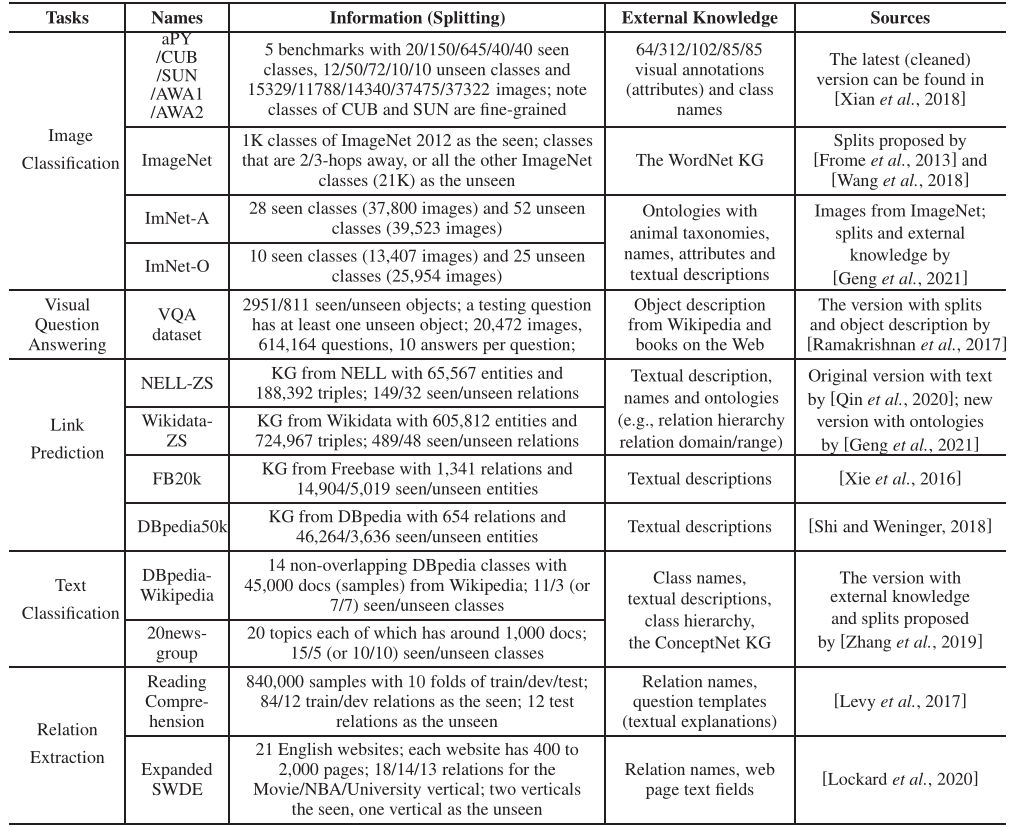 Tasks Names Information (Splitting) External Knowledge Sources
Image
Classification
aPY
/CUB
/SUN
/AWA1
/AWA2
5 benchmarks with 20/150/645/40/40 seen
classes, 12/50/72/10/10 unseen classes and
15329/11788/14340/37475/37322 images; note
classes of CUB and SUN are fine-grained
64/312/102/85/85
visual annotations
(attributes) and class
names
The latest (cleaned)
version can be found in
[Xian et al., 2018]
ImageNet
1K classes of ImageNet 2012 as the seen; classes
that are 2/3-hops away, or all the other ImageNet
classes (21K) as the unseen
The WordNet KG
Splits proposed by
[Frome et al., 2013] and
[Wang et al., 2018]
ImNet-A
28 seen classes (37,800 images) and 52 unseen
classes (39,523 images)
Ontologies with
animal taxonomies,
names, attributes and
textual descriptions
Images from ImageNet;
splits and external
knowledge by
[Geng et al., 2021]
ImNet-O
10 seen classes (13,407 images) and 25 unseen
classes (25,954 images)
Visual
Question
Answering
VQA
dataset
2951/811 seen/unseen objects; a testing question
has at least one unseen object; 20,472 images,
614,164 questions, 10 answers per question;
Object description
from Wikipedia and
books on the Web
The version with splits
and object description by
[Ramakrishnan et al., 2017]
Link
Prediction
NELL-ZS
KG from NELL with 65,567 entities and
188,392 triples; 149/32 seen/unseen relations
Textual description,
names and ontologies
(e.g., relation hierarchy
relation domain/range)
Original version with text
by [Qin et al., 2020]; new
version with ontologies
by [Geng et al., 2021]
Wikidata-
ZS
KG from Wikidata with 605,812 entities and
724,967 triples; 489/48 seen/unseen relations
FB20k
KG from Freebase with 1,341 relations and
14,904/5,019 seen/unseen entities
Textual descriptions
[Xie et al., 2016]
DBpedia50k
KG from DBpedia with 654 relations and
46,264/3,636 seen/unseen entities
Textual descriptions
[Shi and Weninger, 2018]
Text
Classification
DBpedia-
Wikipedia
14 non-overlapping DBpedia classes with
45,000 docs (samples) from Wikipedia; 11/3 (or
7/7) seen/unseen classes
Class names,
textual descriptions,
class hierarchy,
the ConceptNet KG
The version with
external knowledge
and splits proposed
by [Zhang et al., 2019]
20news-
group
20 topics each of which has around 1,000 docs;
15/5 (or 10/10) seen/unseen classes
Relation
Extraction
Reading
Compre-
hension
840,000 samples with 10 folds of train/dev/test;
84/12 train/dev relations as the seen; 12 test
relations as the unseen
Relation names,
question templates
(textual explanations)
[Levy et al., 2017]
Expanded
SWDE
21 English websites; each website has 400 to
2,000 pages; 18/14/13 relations for the
Movie/NBA/University vertical; two verticals
the seen, one vertical as the unseen
Relation names, web
page text fields
[Lockard et al., 2020]